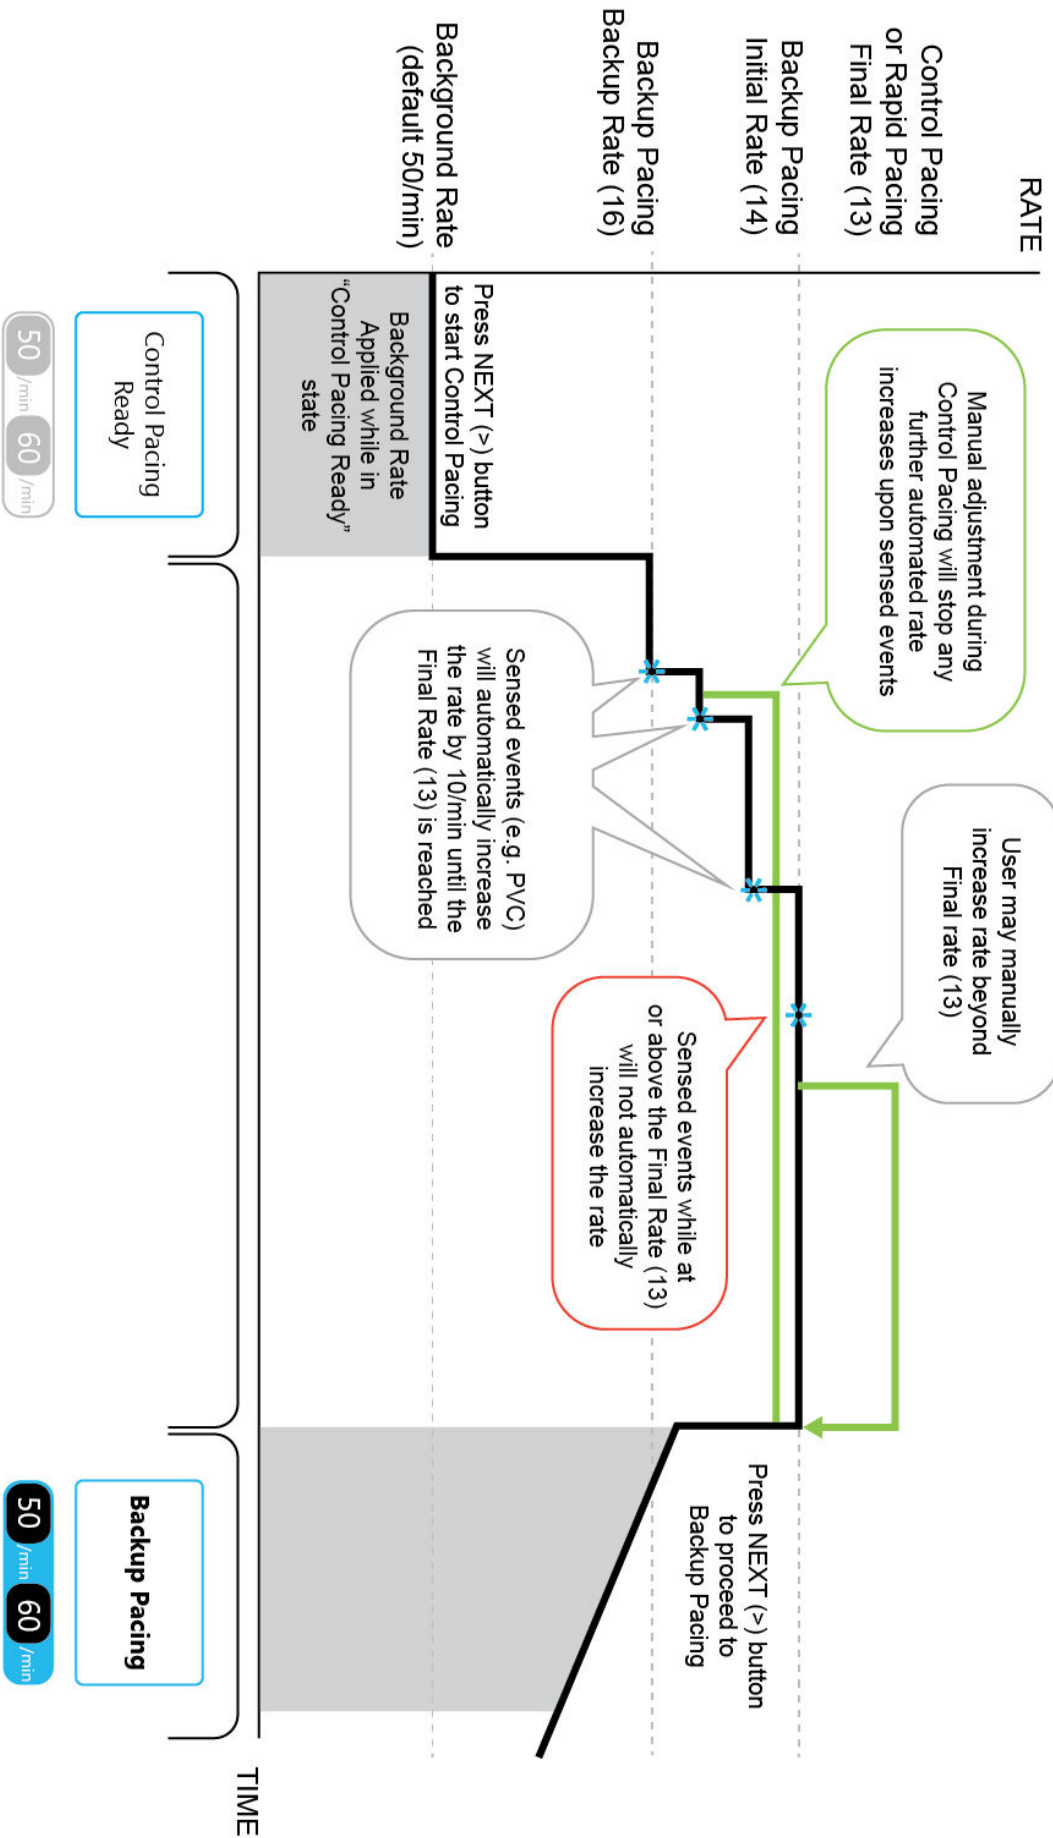 RATE
Control Pacing
or Rapid Pacing
Final Rate (13)
Backup Pacing
Initial Rate (14)
Backup Pacing
Backup Rate (16)
Background Rate
(default 50/min)
Manual adjustment during
Control Pacing will stop any
further automated rate
increases upon sensed events
User may manually
increase rate beyond
Final rate (13)
Press NEXT (>) button
to start Control Pacing
Background Rate
Applied while in
“Control Pacing Ready”
state
Sensed events (e.g. PVC)
will automatically increase
the rate by 10/min until the
Final Rate (13) is reached
Sensed events while at
or above the Final Rate (13)
will not automatically
increase the rate
Press NEXT (>) button
to proceed to
Backup Pacing
TIME
Control Pacing
Ready
50 /min 60 /min
Backup Pacing
50 /min 60 /min